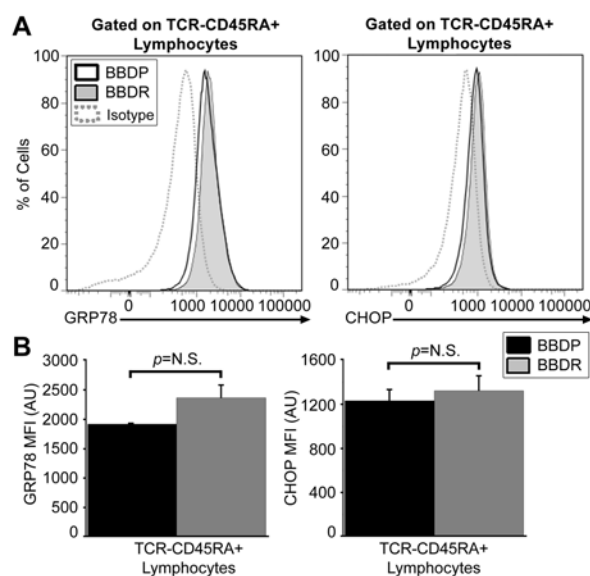 A
Gated on TCR-CD45RA+
Lymphocytes
Gated on TCR-CD45RA+
Lymphocytes
BBDP
BBDR
Isotype
% of Cells
100
80
60
40
20
0
0 1000 10000 100000
GRP78
100
80
60
40
20
0
0 1000 10000 100000
CHOP
B
BBDP
BBDR
GRP78 MFI (AU)
3000
2500
2000
1500
1000
500
0
p=N.S.
TCR-CD45RA+
Lymphocytes
CHOP MFI (AU)
1600
1200
800
400
0
p=N.S.
TCR-CD45RA+
Lymphocytes